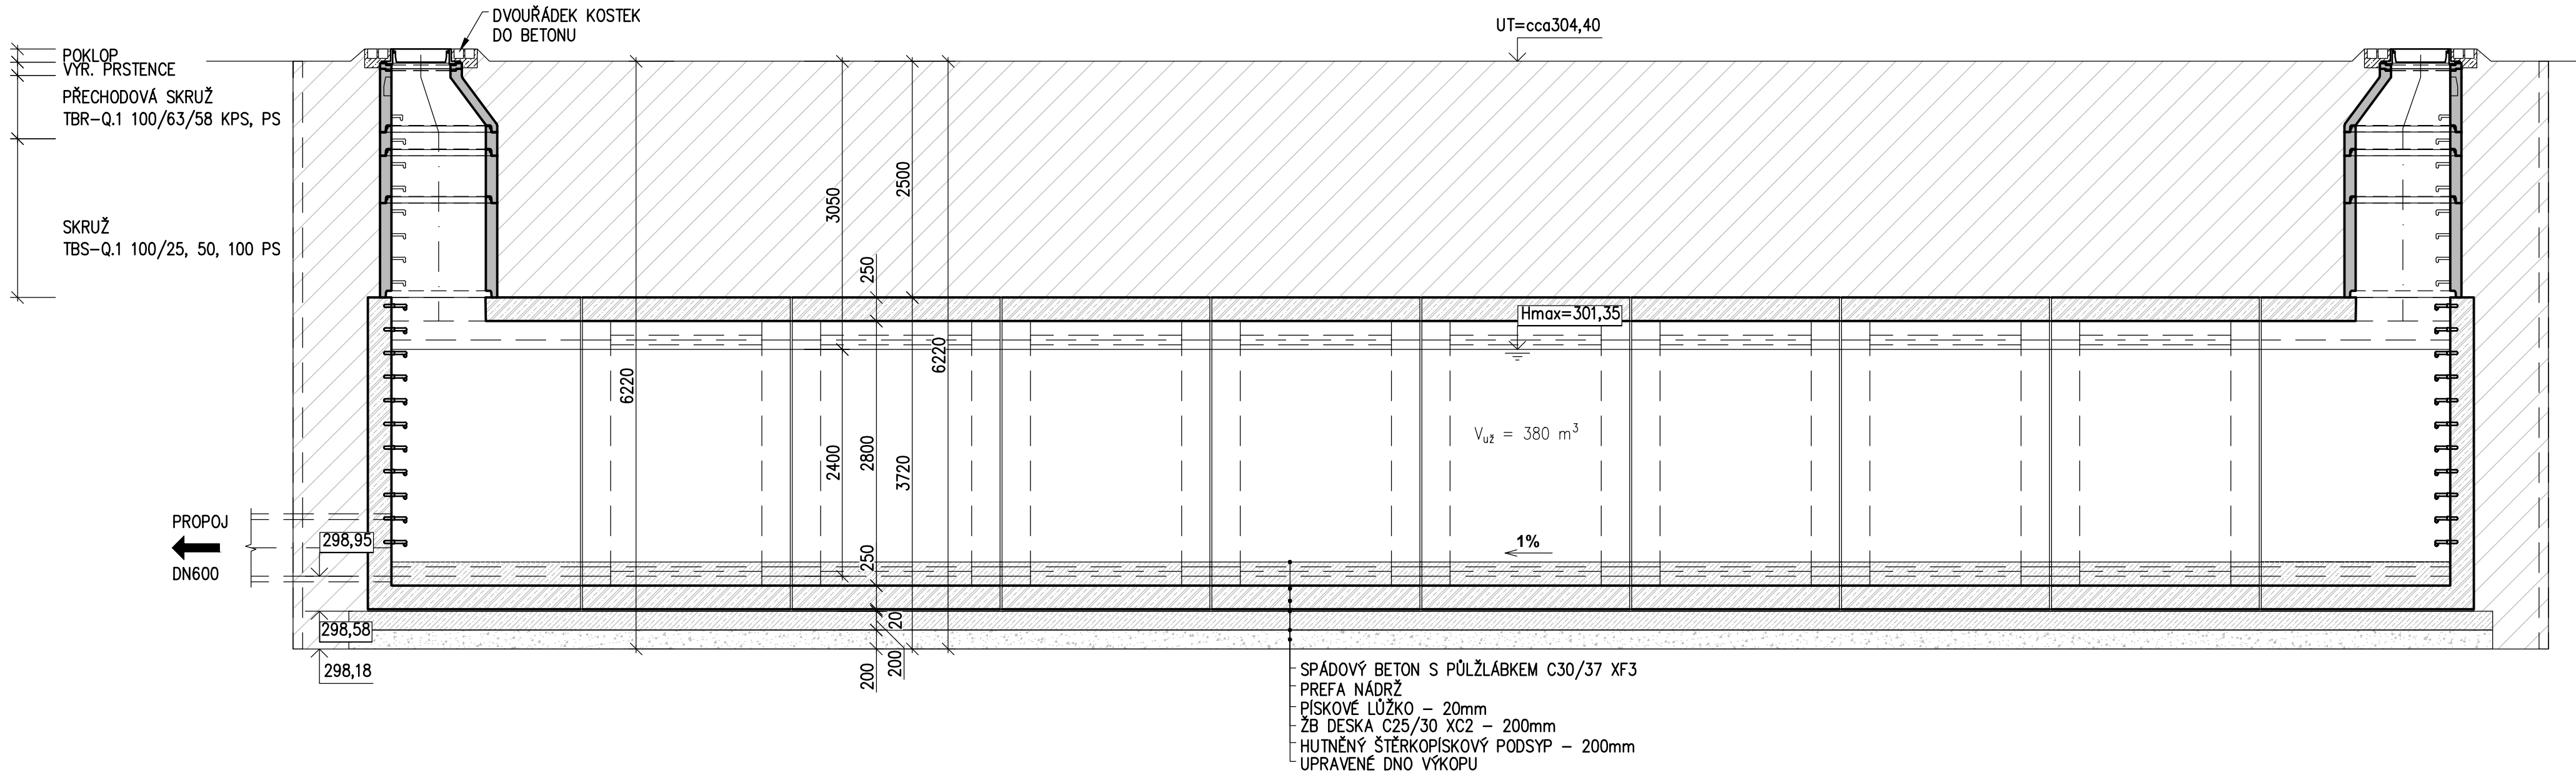 DVOUŘÁDEK KOSTEK
DO BETONU
UT=cca304,40
POKLOP
VYR. PRSTENCE
PŘECHODOVÁ SKRUŽ
TBR-Q.1 100/63/58 KPS, PS
SKRUŽ
TBS-Q.1 100/25, 50, 100 PS
3050
2500
250
6220
6220
Hmax=301,35
2400
2800
3720
Vuž = 380 m3
PROPOJ
298,95
DN600
250
1%
298,58
20
298,18
200
200
SPÁDOVÝ BETON S PŮLŽLÁBKEM C30/37 XF3
PREFA NÁDRŽ
PÍSKOVÉ LŮŽKO - 20mm
ŽB DESKA C25/30 XC2 - 200mm
HUTNĚNÝ ŠTĚRKOPÍSKOVÝ PODSYP - 200mm
UPRAVENÉ DNO VÝKOPU